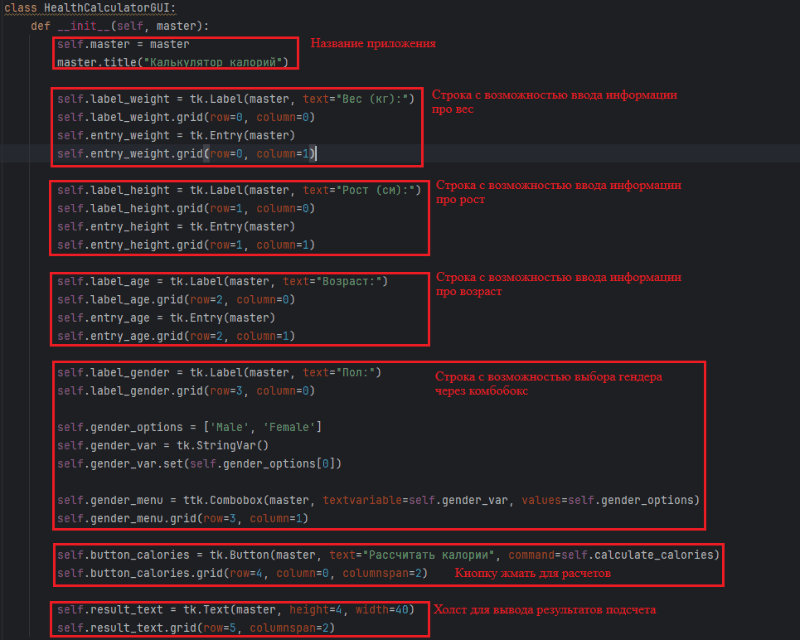 class HealthCalculatorGUI:
def __init__(self, master):
self.master = master
Название приложения
master.title("Калькулятор калорий")
self.label_weight = tk.Label(master, text="Вес (кг):")
Строка с возможностью ввода информации
про вес
self.label_weight.grid(row=0, column=0)
self.entry_weight = tk.Entry(master)
self.entry_weight.grid(row=0, column=1)
self.label_height = tk.Label(master, text="Рост (см):")
Строка с возможностью ввода информации
про рост
self.label_height.grid(row=1, column=0)
self.entry_height = tk.Entry(master)
self.entry_height.grid(row=1, column=1)
self.label_age = tk.Label(master, text="Возраст:")
Строка с возможностью ввода информации
про возраст
self.label_age.grid(row=2, column=0)
self.entry_age = tk.Entry(master)
self.entry_age.grid(row=2, column=1)
self.label_gender = tk.Label(master, text="Пол:")
Строка с возможностью выбора гендера
через комбобокс
self.label_gender.grid(row=3, column=0)
self.gender_options = ['Male', 'Female']
self.gender_var = tk.StringVar()
self.gender_var.set(self.gender_options[0])
self.gender_menu = ttk.Combobox(master, textvariable=self.gender_var, values=self.gender_options)
self.gender_menu.grid(row=3, column=1)
self.button_calories = tk.Button(master, text="Рассчитать калории", command=self.calculate_calories)
self.button_calories.grid(row=4, column=0, columnspan=2)
Кнопку жмать для расчетов
self.result_text = tk.Text(master, height=4, width=40)
Холст для вывода результатов подсчета
self.result_text.grid(row=5, columnspan=2)